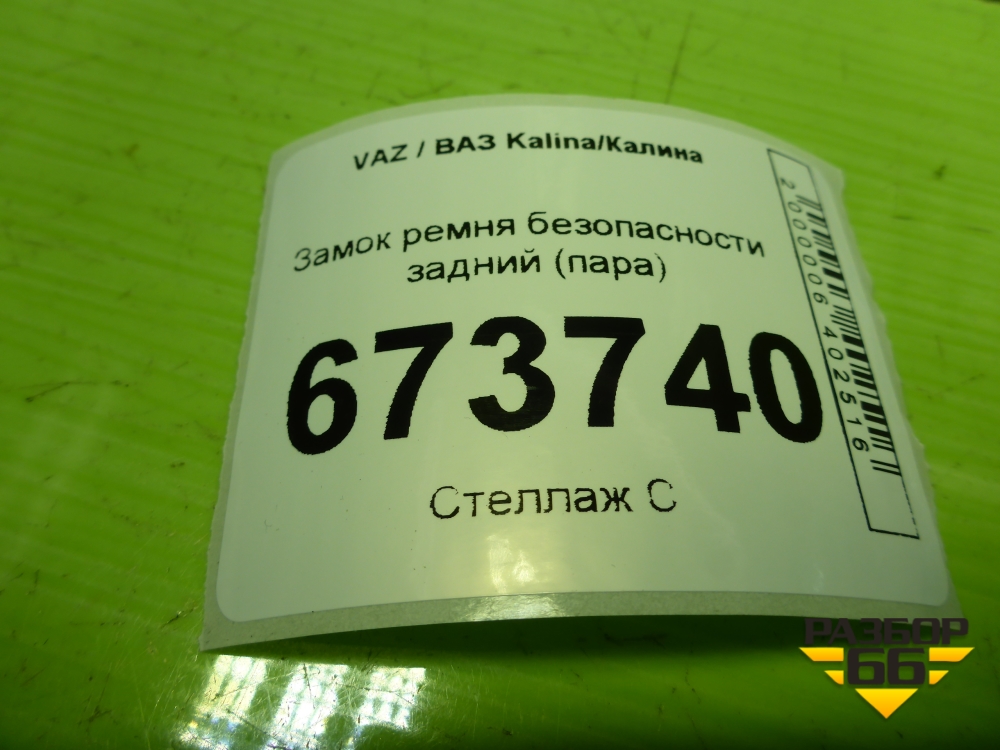 VAZ / ВАЗ Kalina/Калина
Замок ремня безопасности
задний (пара)
673740
Стеллаж С
2000006402516
РАЗБОР
66